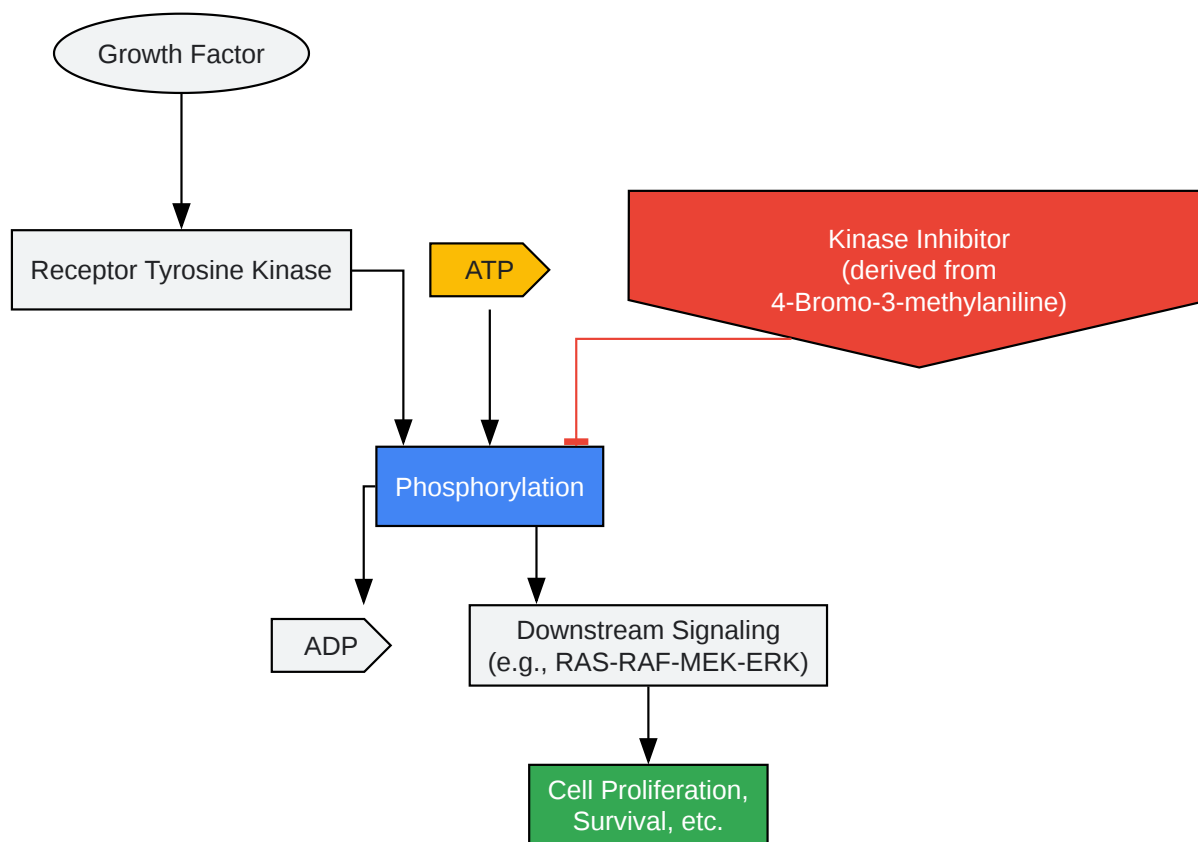 Growth Factor
Receptor Tyrosine Kinase
ATP
Kinase Inhibitor
(derived from
4-Bromo-3-methylaniline)
Phosphorylation
ADP
Downstream Signaling
(e.g., RAS-RAF-MEK-ERK)
Cell Proliferation,
Survival, etc.